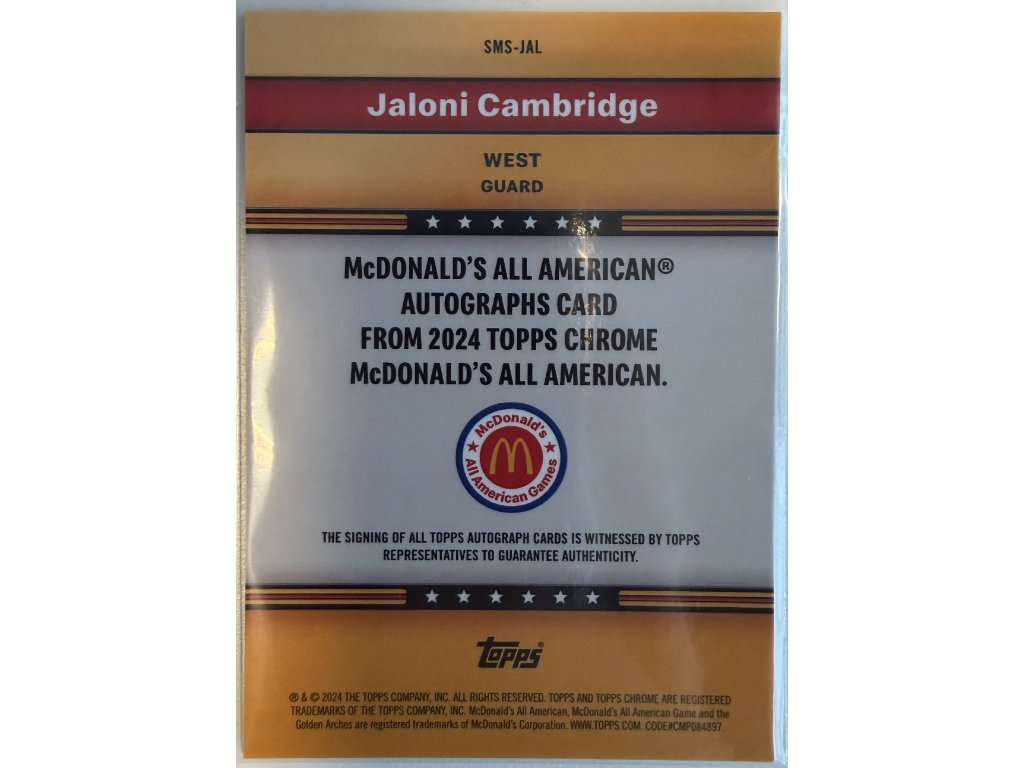 SMS-JAL
Jaloni Cambridge
WEST
GUARD
McDONALD'S ALL AMERICAN®
AUTOGRAPHS CARD
FROM 2024 TOPPS CHROME
McDONALD'S ALL AMERICAN.
McDonald's
All American Games
THE SIGNING OF ALL TOPPS AUTOGRAPH CARDS IS WITNESSED BY TOPPS
REPRESENTATIVES TO GUARANTEE AUTHENTICITY.
topps®
® & © 2024 THE TOPPS COMPANY, INC. ALL RIGHTS RESERVED. TOPPS AND TOPPS CHROME ARE REGISTERED
TRADEMARKS OF THE TOPPS COMPANY, INC. McDonald's All American, McDonald's All American Game and the
Golden Arches are registered trademarks of McDonald's Corporation. WWW.TOPPS.COM. CODE#CMP084897.